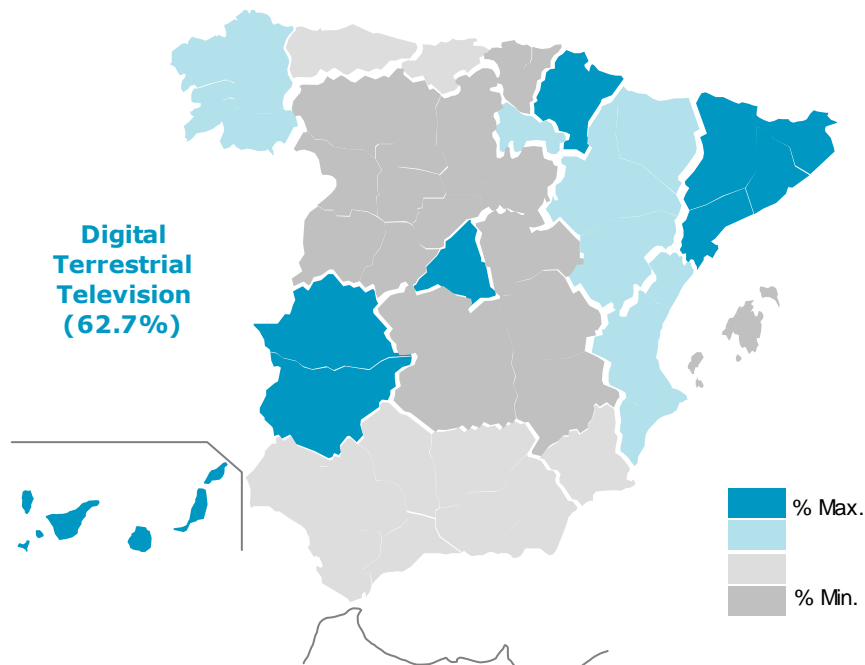 Digital
Terrestrial
Television
(62.7%)
% Max.
% Min.